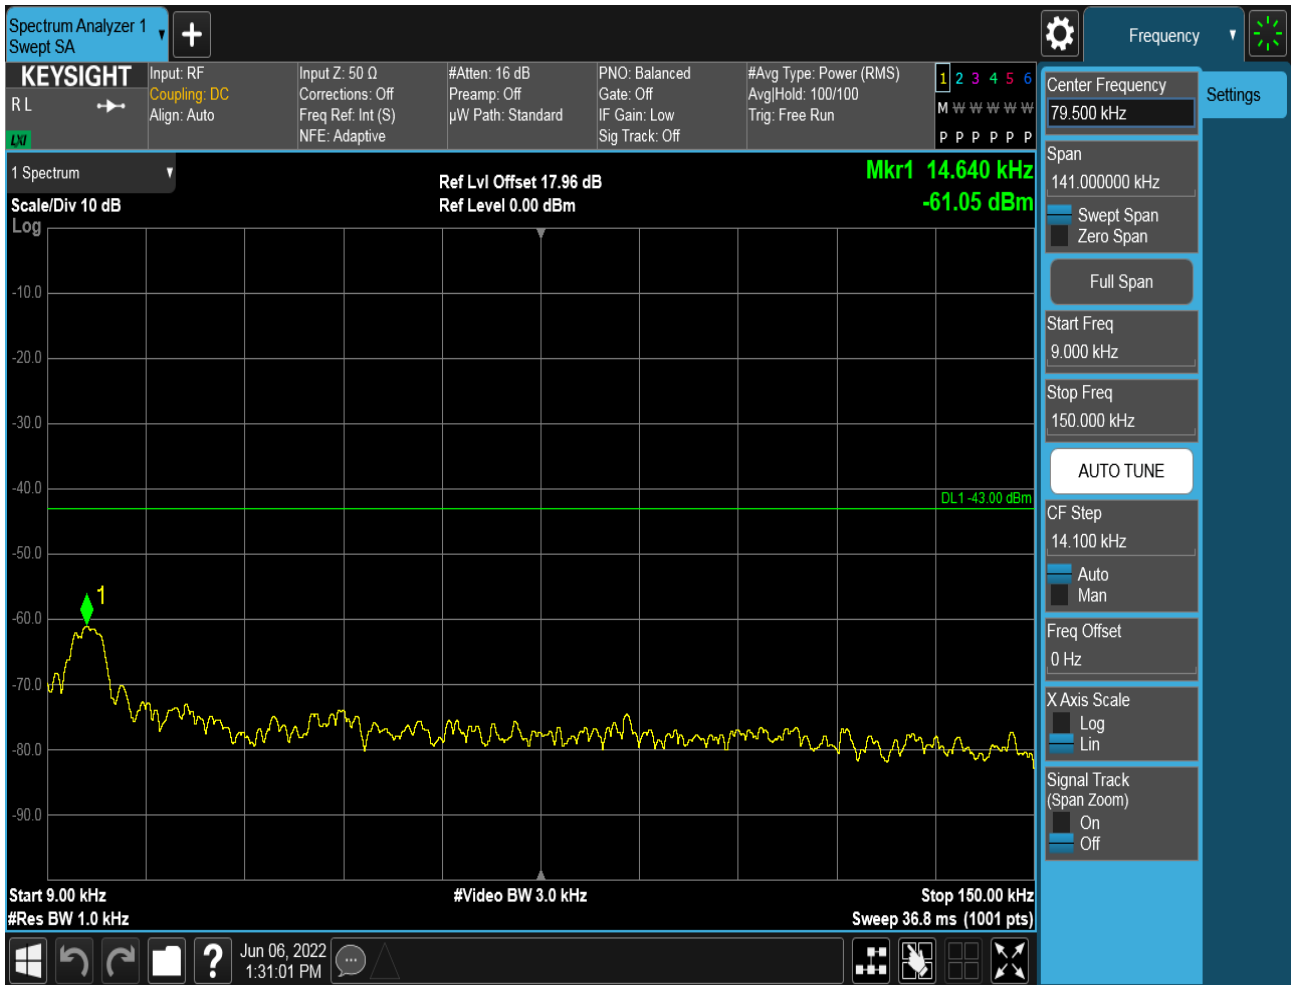 Spectrum Analyzer 1
Swept SA
Frequency
KEYSIGHT
R L
LXI
Input: RF
Coupling: DC
Align: Auto
Input Z: 50 Ω
Corrections: Off
Freq Ref: Int (S)
NFE: Adaptive
#Atten: 16 dB
Preamp: Off
µW Path: Standard
PNO: Balanced
Gate: Off
IF Gain: Low
Sig Track: Off
#Avg Type: Power (RMS)
Avg|Hold: 100/100
Trig: Free Run
1 2 3 4 5 6
M W W W W W
P P P P P P
1 Spectrum
Scale/Div 10 dB
Log
Ref Lvl Offset 17.96 dB
Ref Level 0.00 dBm
Mkr1 14.640 kHz
-61.05 dBm
-10.0
-20.0
-30.0
-40.0
DL1 -43.00 dBm
-50.0
1
-60.0
-70.0
-80.0
-90.0
Start 9.00 kHz
#Res BW 1.0 kHz
#Video BW 3.0 kHz
Stop 150.00 kHz
Sweep 36.8 ms (1001 pts)
Center Frequency
79.500 kHz
Settings
Span
141.000000 kHz
Swept Span
Zero Span
Full Span
Start Freq
9.000 kHz
Stop Freq
150.000 kHz
AUTO TUNE
CF Step
14.100 kHz
Auto
Man
Freq Offset
0 Hz
X Axis Scale
Log
Lin
Signal Track
(Span Zoom)
On
Off
?
Jun 06, 2022
1:31:01 PM